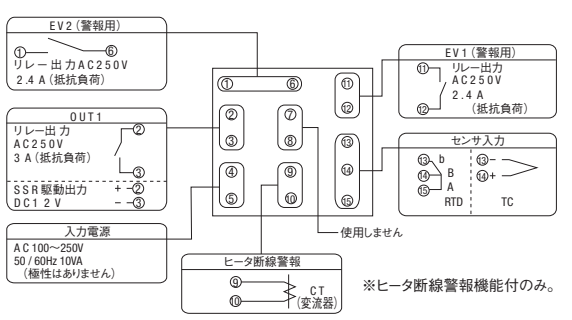 EV2(警報用)
① ⑥
リレー出力AC250V
2.4A(抵抗負荷)
OUT1
リレー出力 ②
AC250V
3A(抵抗負荷)
③
SSR駆動出力 + -②
DC12V - -③
入力電源
AC100~250V
50/60Hz 10VA
(極性はありません)
① ⑥ ⑪
⑫
② ⑦
③ ⑧
⑬
④ ⑨ ⑭
⑤ ⑩ ⑮
EV1(警報用)
⑪ リレー出力
AC250V
2.4A
⑫ (抵抗負荷)
センサ入力
⑬ b ⑬-
⑭ B ⑭+
⑮ A
RTD TC
使用しません
ヒータ断線警報
⑨ CT
⑩ (変流器)
※ヒータ断線警報機能付のみ。